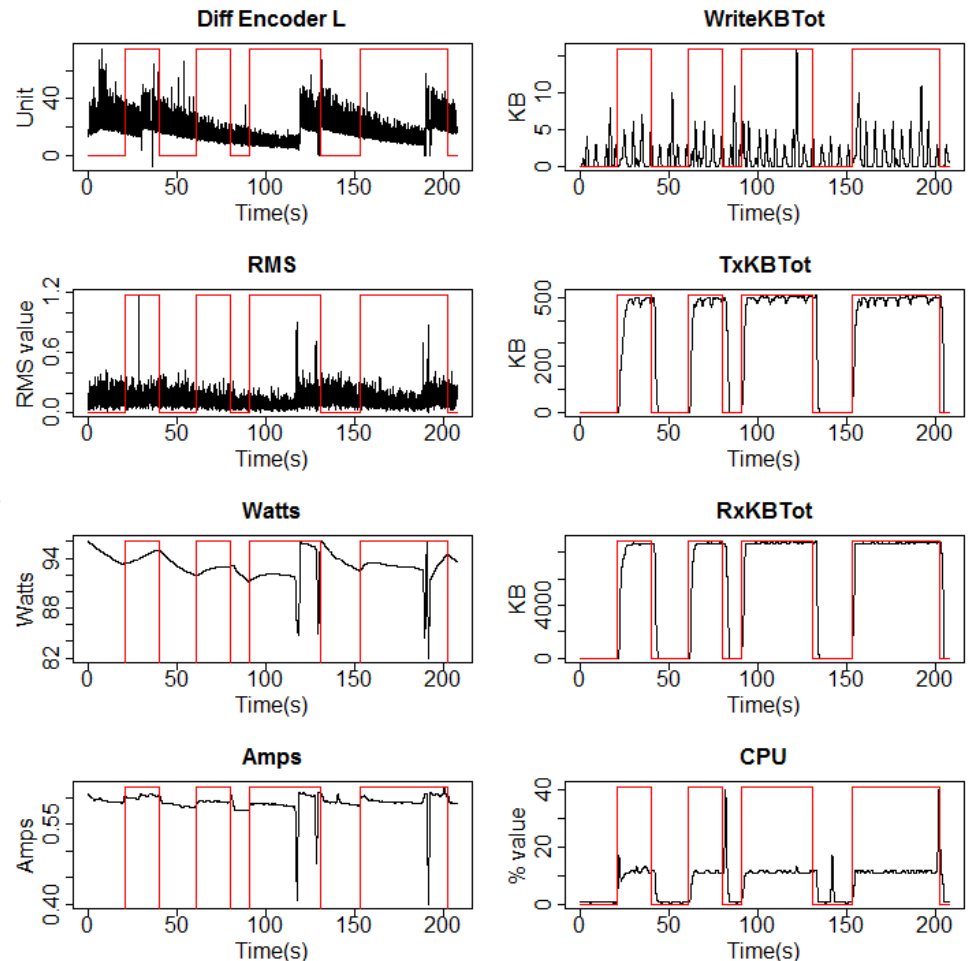 Diff Encoder L
Unit
0 40
0 50 100 150 200
Time(s)
WriteKBTot
KB
0 5 10
0 50 100 150 200
Time(s)
RMS
RMS value
0.0 0.6 1.2
0 50 100 150 200
Time(s)
TxKBTot
KB
0 200 500
0 50 100 150 200
Time(s)
Watts
Watts
82 88 94
0 50 100 150 200
Time(s)
RxKBTot
KB
0 4000
0 50 100 150 200
Time(s)
Amps
Amps
0.40 0.55
0 50 100 150 200
Time(s)
CPU
% value
0 20 40
0 50 100 150 200
Time(s)